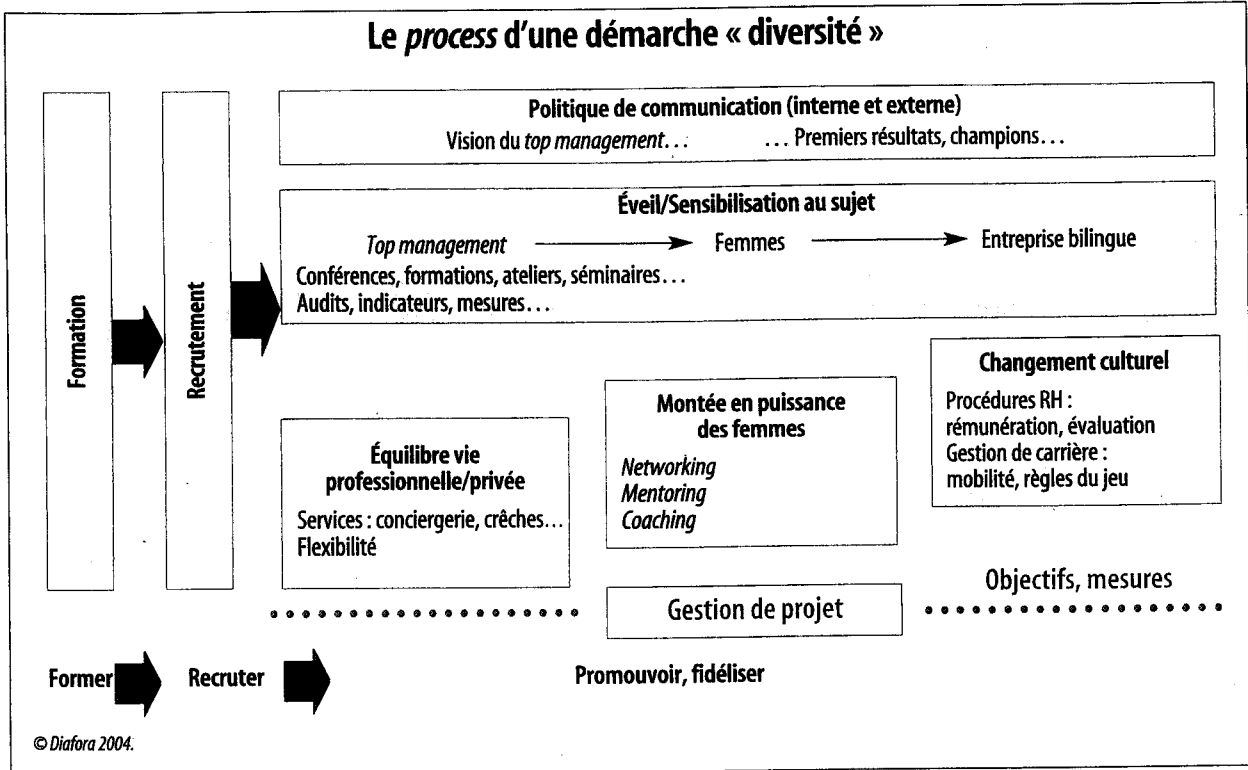 Le process d'une démarche « diversité »
Formation
Recrutement
Politique de communication (interne et externe)
Vision du top management… … Premiers résultats, champions…
Éveil/Sensibilisation au sujet
Top management Femmes Entreprise bilingue
Conférences, formations, ateliers, séminaires…
Audits, indicateurs, mesures…
Équilibre vie
professionnelle/privée
Services : conciergerie, crêches…
Flexibilité
Montée en puissance
des femmes
Networking
Mentoring
Coaching
Changement culturel
Procédures RH :
rémunération, évaluation
Gestion de carrière :
mobilité, règles du jeu
Gestion de projet
Objectifs, mesures
Former Recruter Promouvoir, fidéliser
© Diafora 2004.